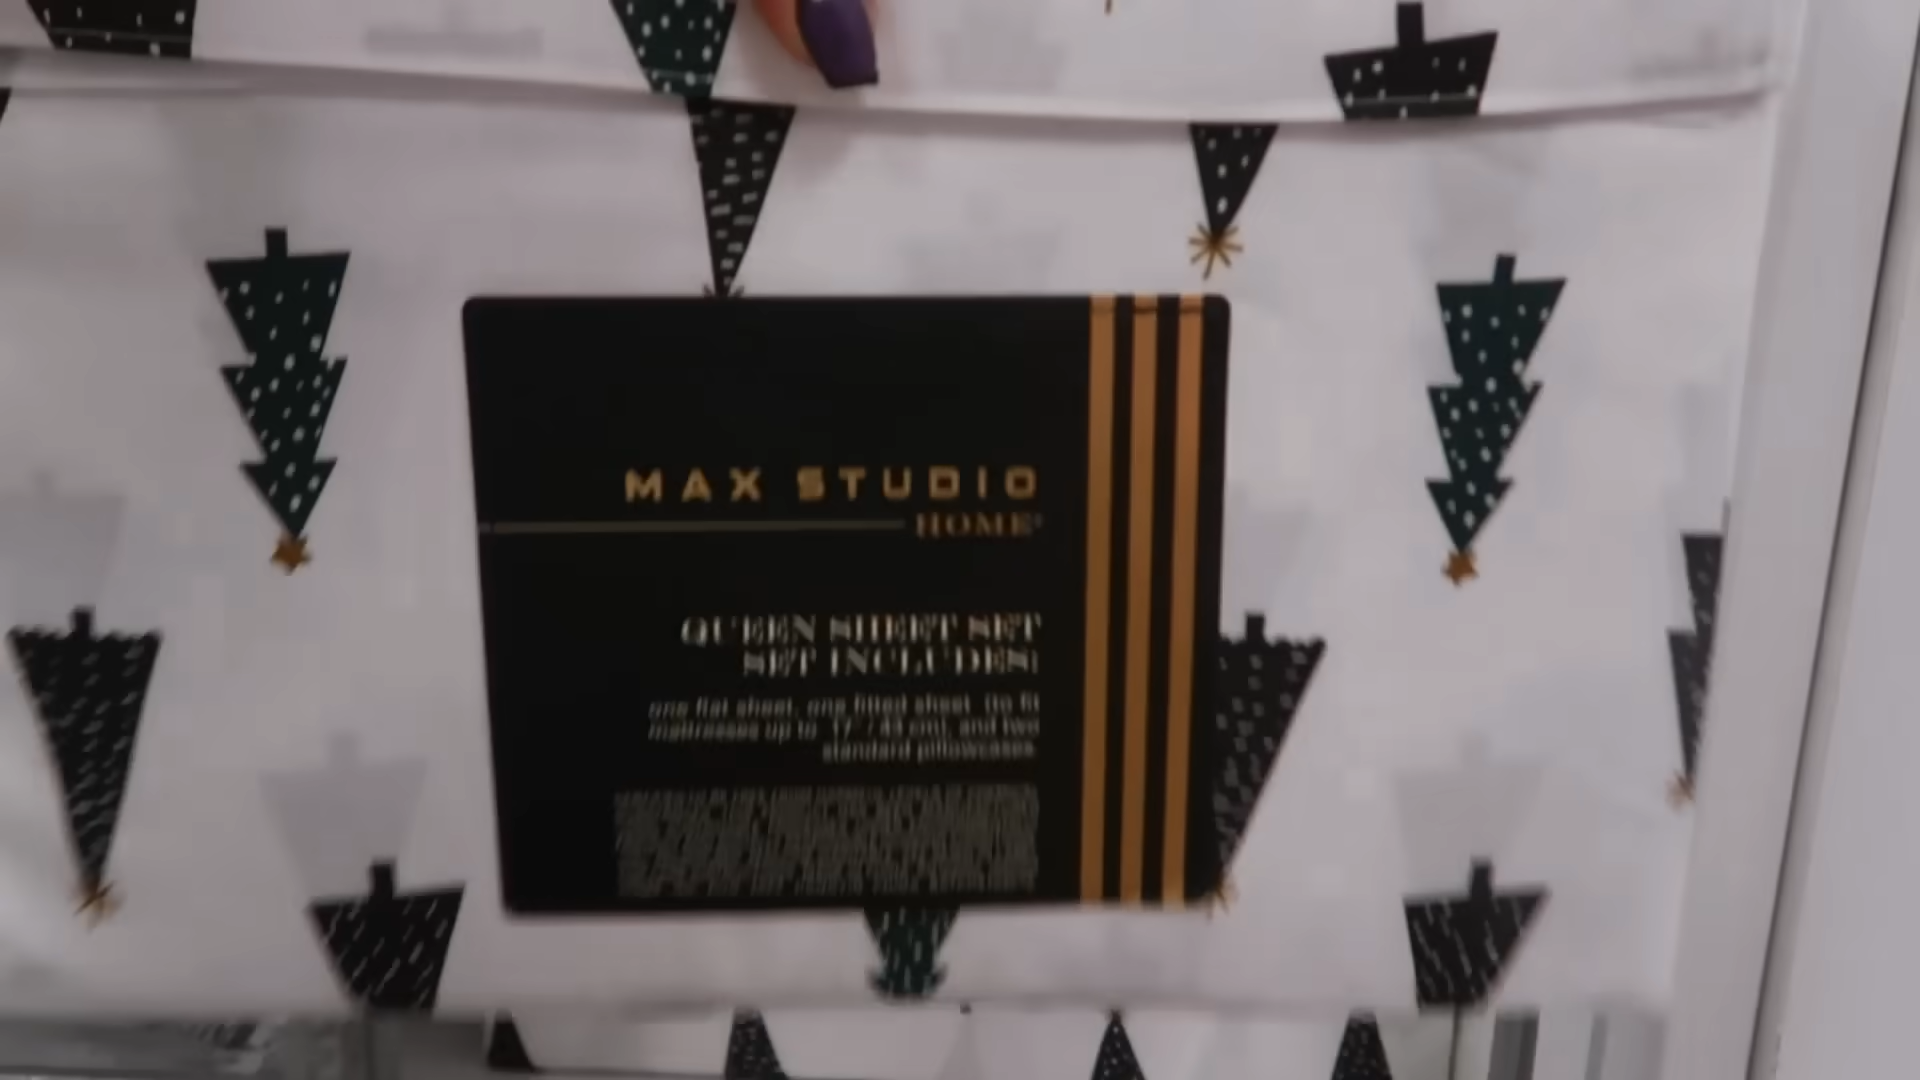 MAX STUDIO
HOME®
QUEEN SHEET SET
SET INCLUDES:
one flat sheet, one fitted sheet (to fit
mattresses up to 17" / 43 cm), and two
standard pillowcases.